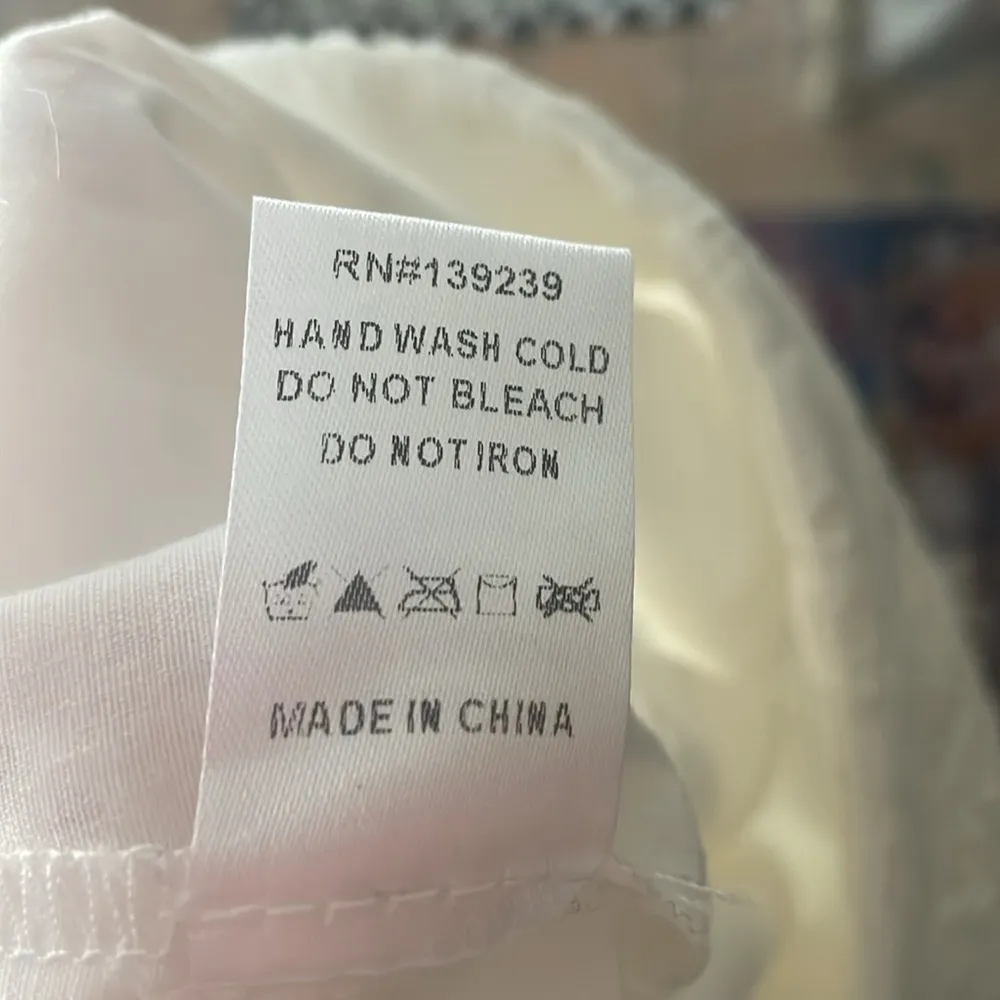 RN#139239
HAND WASH COLD
DO NOT BLEACH
DO NOT IRON
MADE IN CHINA